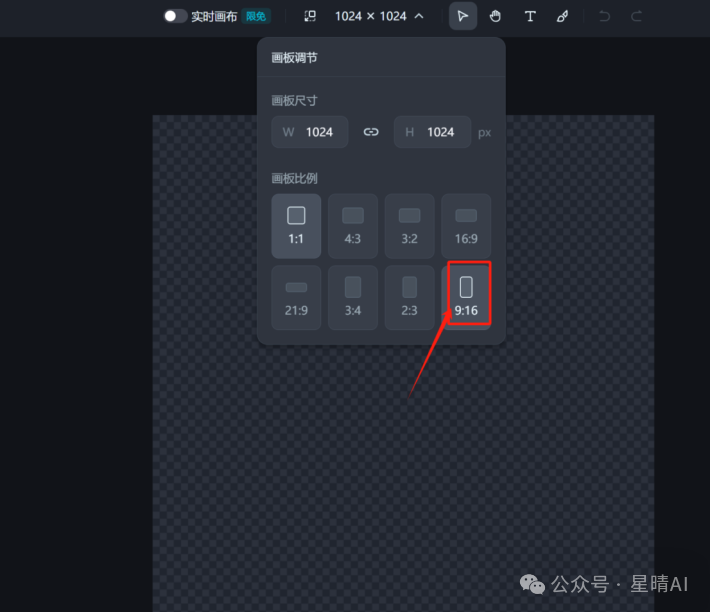 实时画布 限免 1024 × 1024 T
画板调节
画板尺寸
W 1024 H 1024 px
画板比例
1:1 4:3 3:2 16:9
21:9 3:4 2:3 9:16
公众号 · 星晴AI